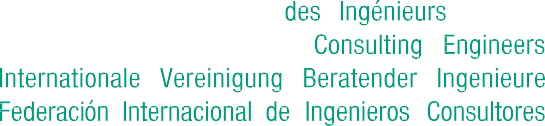 des Ingénieurs
Consulting Engineers
Internationale Vereinigung Beratender Ingenieure
Federación Internacional de Ingenieros Consultores